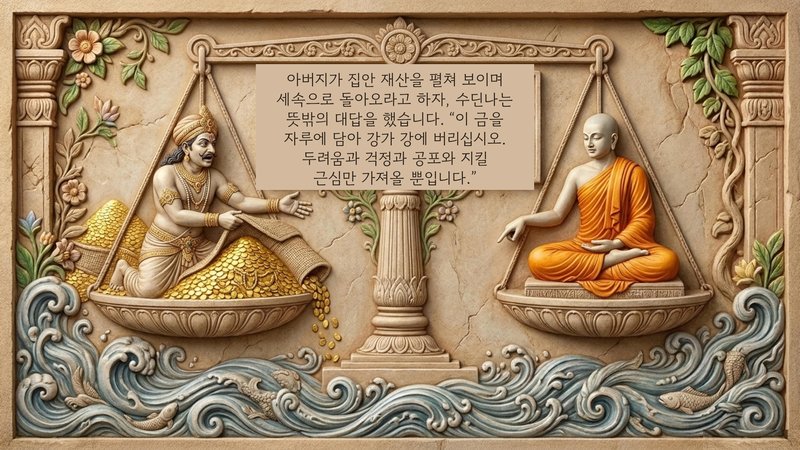 아버지가 집안 재산을 펼쳐 보이며
세속으로 돌아오라고 하자, 수딘나는
뜻밖의 대답을 했습니다. “이 금을
자루에 담아 강가 강에 버리십시오.
두려움과 걱정과 공포와 지킬
근심만 가져올 뿐입니다.”